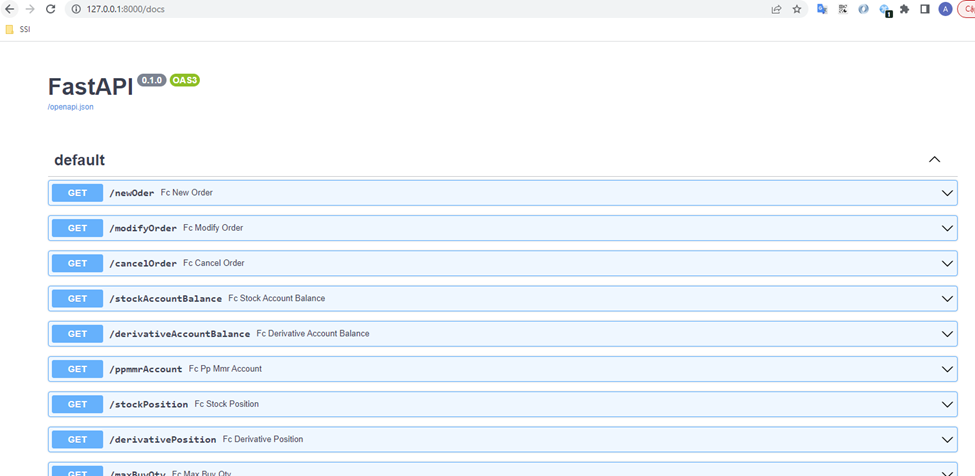 127.0.0.1:8000/docs
1
A
SSI
FastAPI 0.1.0 OAS3
/openapi.json
default
GET /newOder Fc New Order
GET /modifyOrder Fc Modify Order
GET /cancelOrder Fc Cancel Order
GET /stockAccountBalance Fc Stock Account Balance
GET /derivativeAccountBalance Fc Derivative Account Balance
GET /ppmmrAccount Fc Pp Mmr Account
GET /stockPosition Fc Stock Position
GET /derivativePosition Fc Derivative Position
GET /maxBuyQty Fc Max Buy Qty